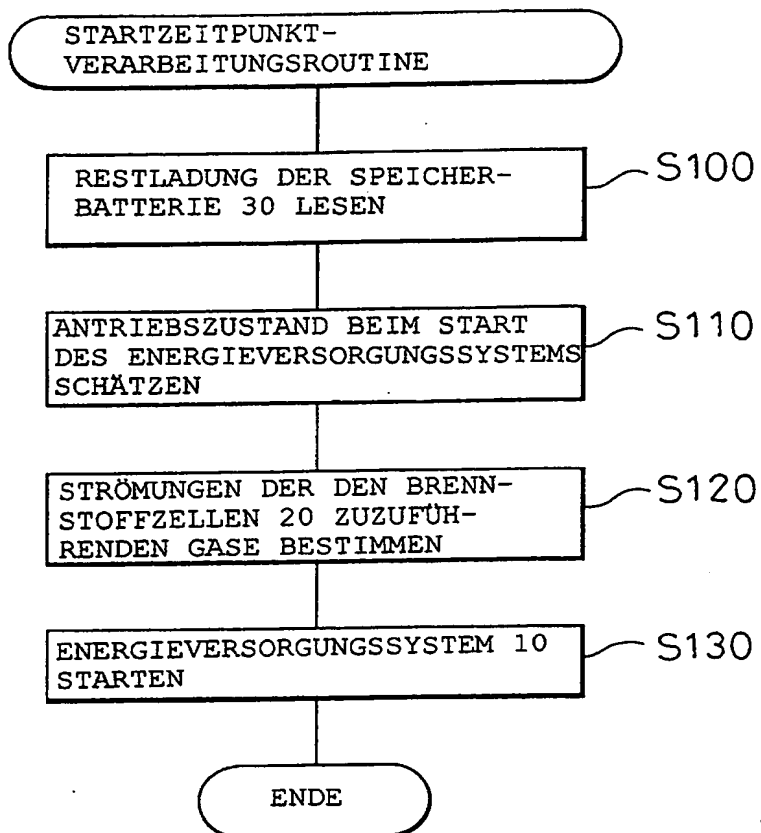 STARTZEITPUNKT-
VERARBEITUNGSROUTINE
RESTLADUNG DER SPEICHER-
BATTERIE 30 LESEN
S100
ANTRIEBSZUSTAND BEIM START
DES ENERGIEVERSORGUNGSSYSTEMS
SCHÄTZEN
S110
STRÖMUNGEN DER DEN BRENN-
STOFFZELLEN 20 ZUZUFÜH-
RENDEN GASE BESTIMMEN
S120
ENERGIEVERSORGUNGSSYSTEM 10
STARTEN
S130
ENDE